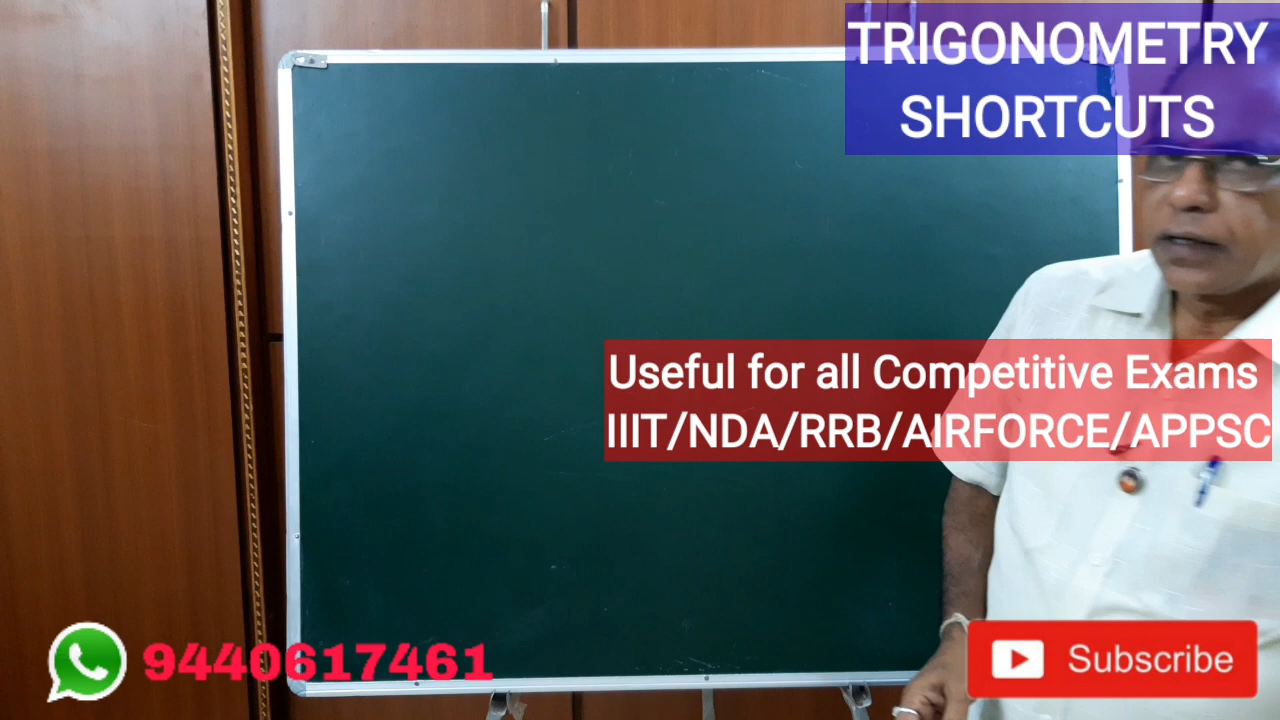 TRIGONOMETRY
SHORTCUTS
Useful for all Competitive Exams
IIIT/NDA/RRB/AIRFORCE/APPSC
9440617461
Subscribe